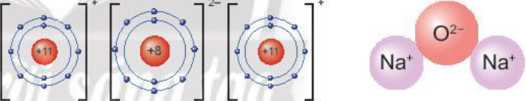 + 2− +
+11 +8 +11
O²⁻
Na⁺ Na⁺